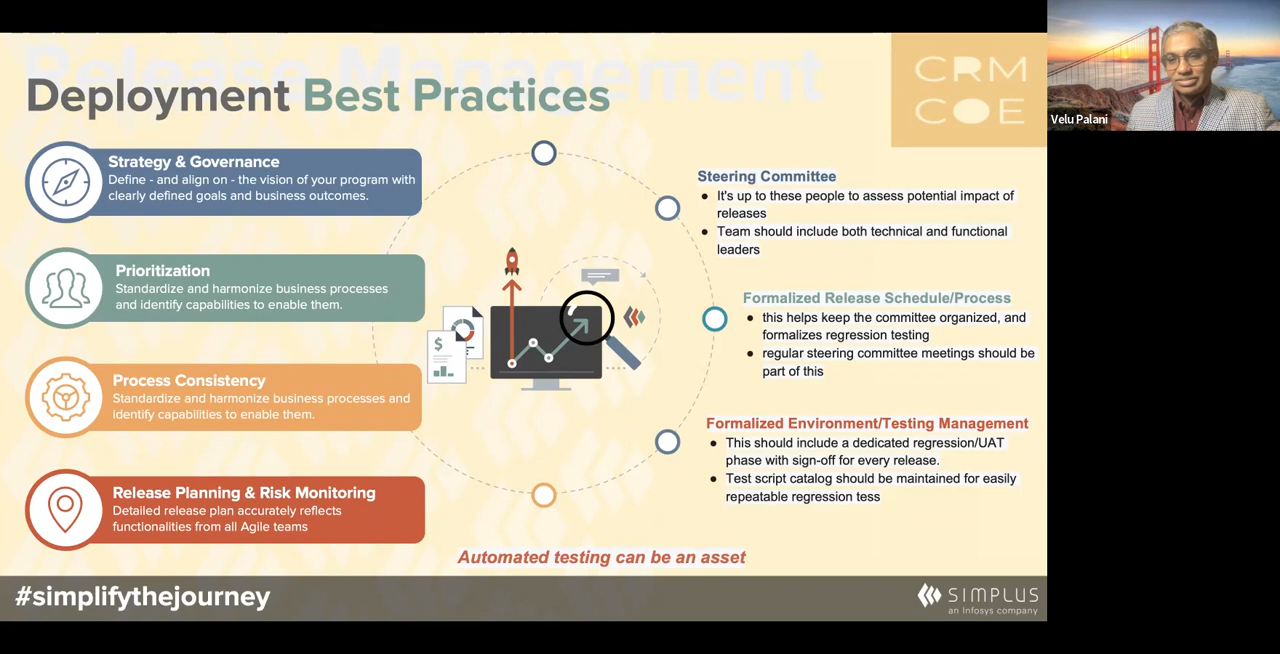 Release Management
Deployment Best Practices
CRM
COE
Velu Palani
Strategy & Governance
Define - and align on - the vision of your program with
clearly defined goals and business outcomes.
Prioritization
Standardize and harmonize business processes
and identify capabilities to enable them.
Process Consistency
Standardize and harmonize business processes and
identify capabilities to enable them.
Release Planning & Risk Monitoring
Detailed release plan accurately reflects
functionalities from all Agile teams
$
Steering Committee
● It's up to these people to assess potential impact of
releases
● Team should include both technical and functional
leaders
Formalized Release Schedule/Process
● this helps keep the committee organized, and
formalizes regression testing
● regular steering committee meetings should be
part of this
Formalized Environment/Testing Management
● This should include a dedicated regression/UAT
phase with sign-off for every release.
● Test script catalog should be maintained for easily
repeatable regression tess
Automated testing can be an asset
#simplifythejourney
SIMPLUS
an Infosys company